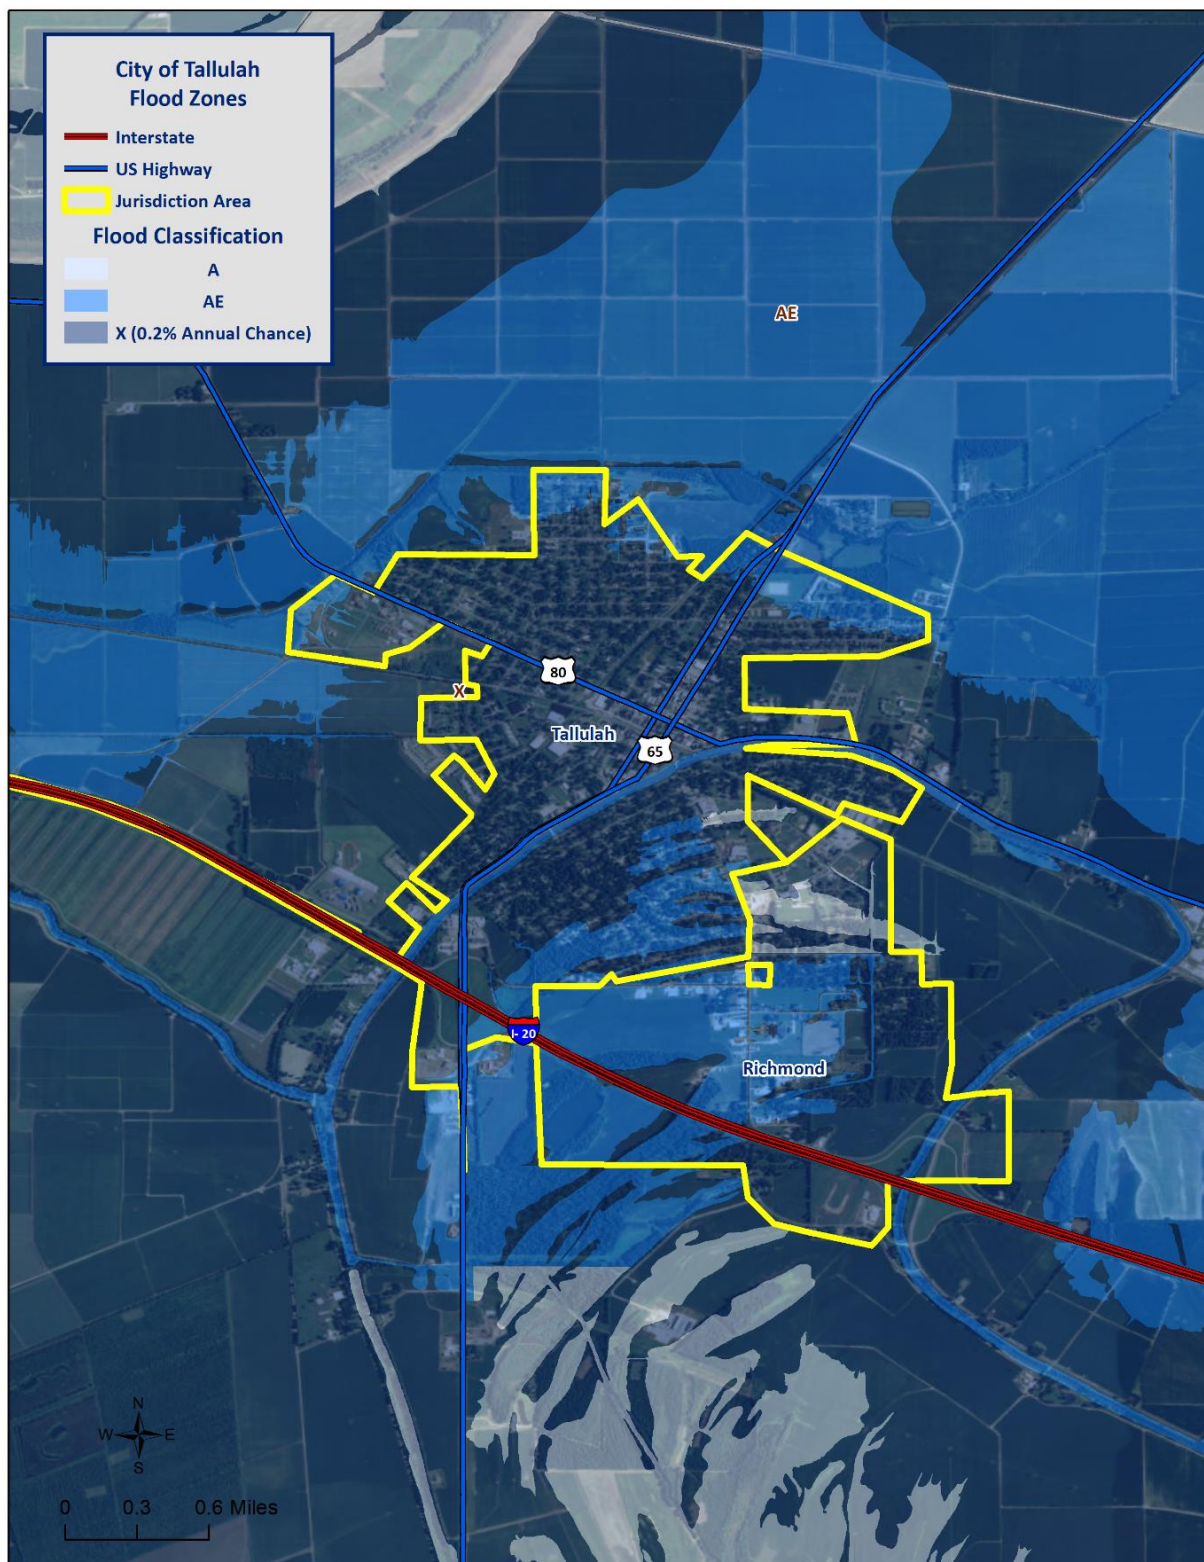 City of Tallulah
Flood Zones
Interstate
US Highway
Jurisdiction Area
Flood Classification
A
AE
X (0.2% Annual Chance)
AE
80
X
Tallulah
65
I- 20
Richmond
N
W E
S
0 0.3 0.6 Miles